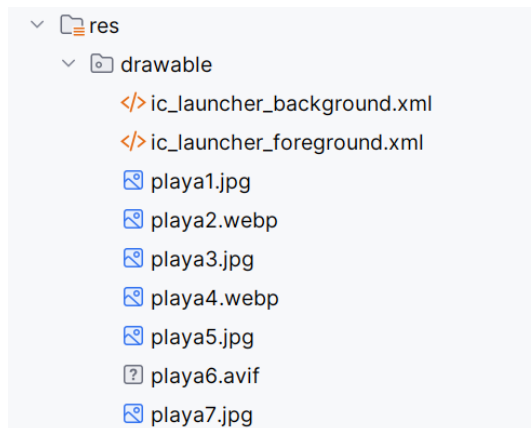 res
drawable
ic_launcher_background.xml
ic_launcher_foreground.xml
playa1.jpg
playa2.webp
playa3.jpg
playa4.webp
playa5.jpg
playa6.avif
playa7.jpg